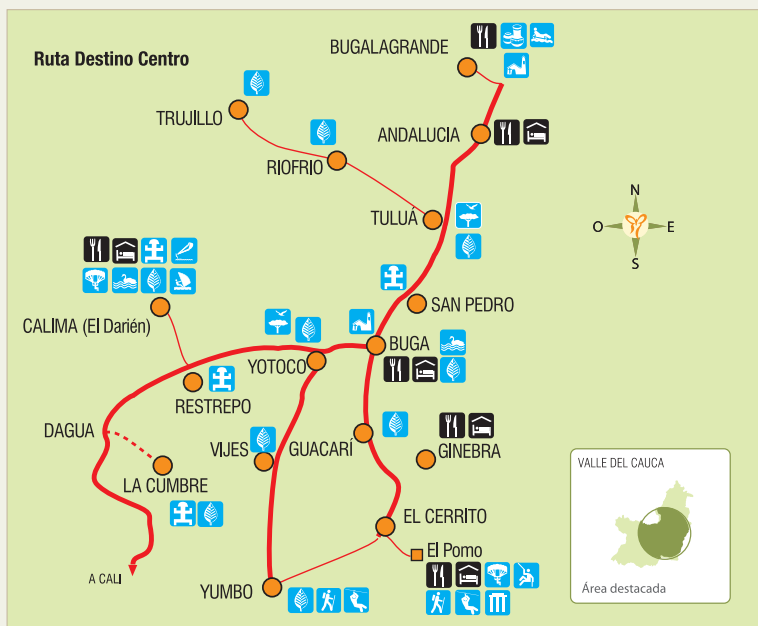 Ruta Destino Centro
BUGALAGRANDE
TRUJILLO
ANDALUCIA
RIOFRIO
TULUÁ
N
O
E
S
SAN PEDRO
CALIMA (El Darién)
BUGA
YOTOCO
RESTREPO
DAGUA
VIJES
GUACARÍ
GINEBRA
LA CUMBRE
VALLE DEL CAUCA
EL CERRITO
El Pomo
A CALI
YUMBO
Área destacada